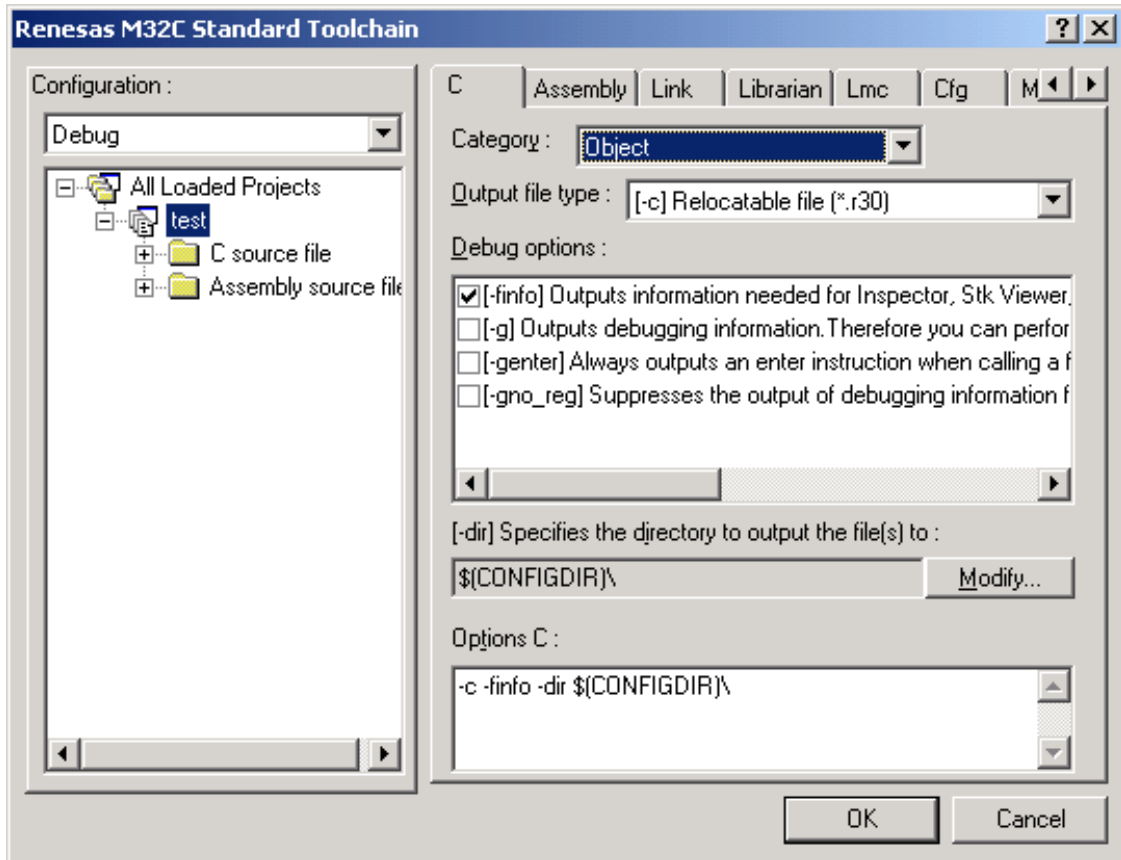 Renesas M32C Standard Toolchain
Configuration :
Debug
All Loaded Projects
test
C source file
Assembly source file
C
Assembly
Link
Librarian
Lmc
Cfg
M
Category :
Object
Output file type :
[-c] Relocatable file (*.r30)
Debug options :
[-finfo] Outputs information needed for Inspector, Stk Viewer,
[-g] Outputs debugging information.Therefore you can perfor
[-genter] Always outputs an enter instruction when calling a f
[-gno_reg] Suppresses the output of debugging information f
[-dir] Specifies the directory to output the file(s) to :
$(CONFIGDIR)\
Modify...
Options C :
-c -finfo -dir $(CONFIGDIR)\
OK
Cancel